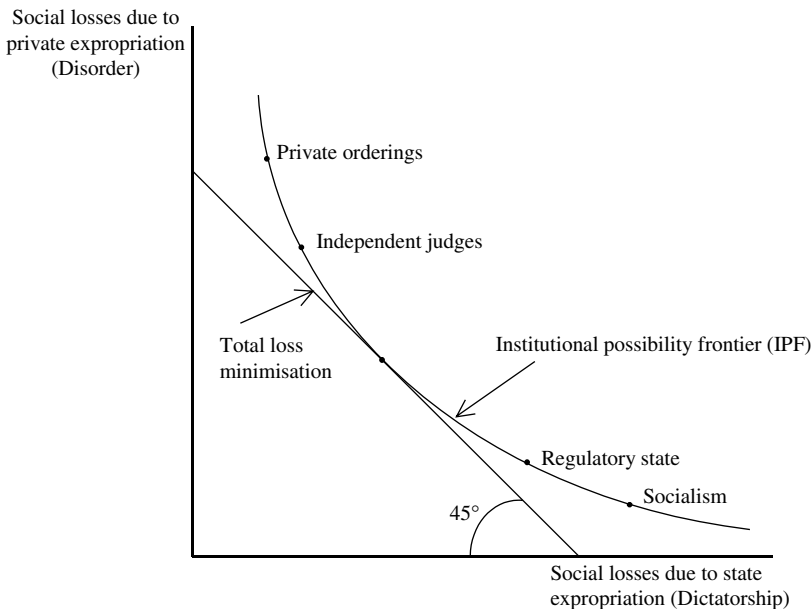 Social losses due to
private expropriation
(Disorder)
Private orderings
Independent judges
Total loss
minimisation
Institutional possibility frontier (IPF)
Regulatory state
Socialism
45°
Social losses due to state
expropriation (Dictatorship)